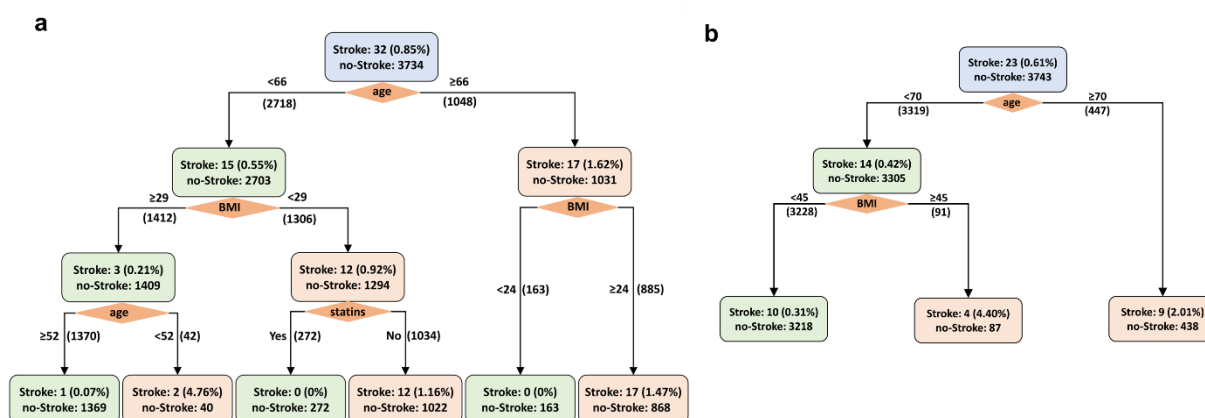 a
Stroke: 32 (0.85%)
no-Stroke: 3734
<66
(2718)
age
≥66
(1048)
Stroke: 15 (0.55%)
no-Stroke: 2703
Stroke: 17 (1.62%)
no-Stroke: 1031
≥29
(1412)
BMI
<29
(1306)
BMI
Stroke: 3 (0.21%)
no-Stroke: 1409
Stroke: 12 (0.92%)
no-Stroke: 1294
<24 (163)
≥24 (885)
age
statins
≥52 (1370)
<52 (42)
Yes (272)
No (1034)
Stroke: 1 (0.07%)
no-Stroke: 1369
Stroke: 2 (4.76%)
no-Stroke: 40
Stroke: 0 (0%)
no-Stroke: 272
Stroke: 12 (1.16%)
no-Stroke: 1022
Stroke: 0 (0%)
no-Stroke: 163
Stroke: 17 (1.47%)
no-Stroke: 868
b
Stroke: 23 (0.61%)
no-Stroke: 3743
<70
(3319)
age
≥70
(447)
Stroke: 14 (0.42%)
no-Stroke: 3305
<45
(3228)
BMI
≥45
(91)
Stroke: 10 (0.31%)
no-Stroke: 3218
Stroke: 4 (4.40%)
no-Stroke: 87
Stroke: 9 (2.01%)
no-Stroke: 438